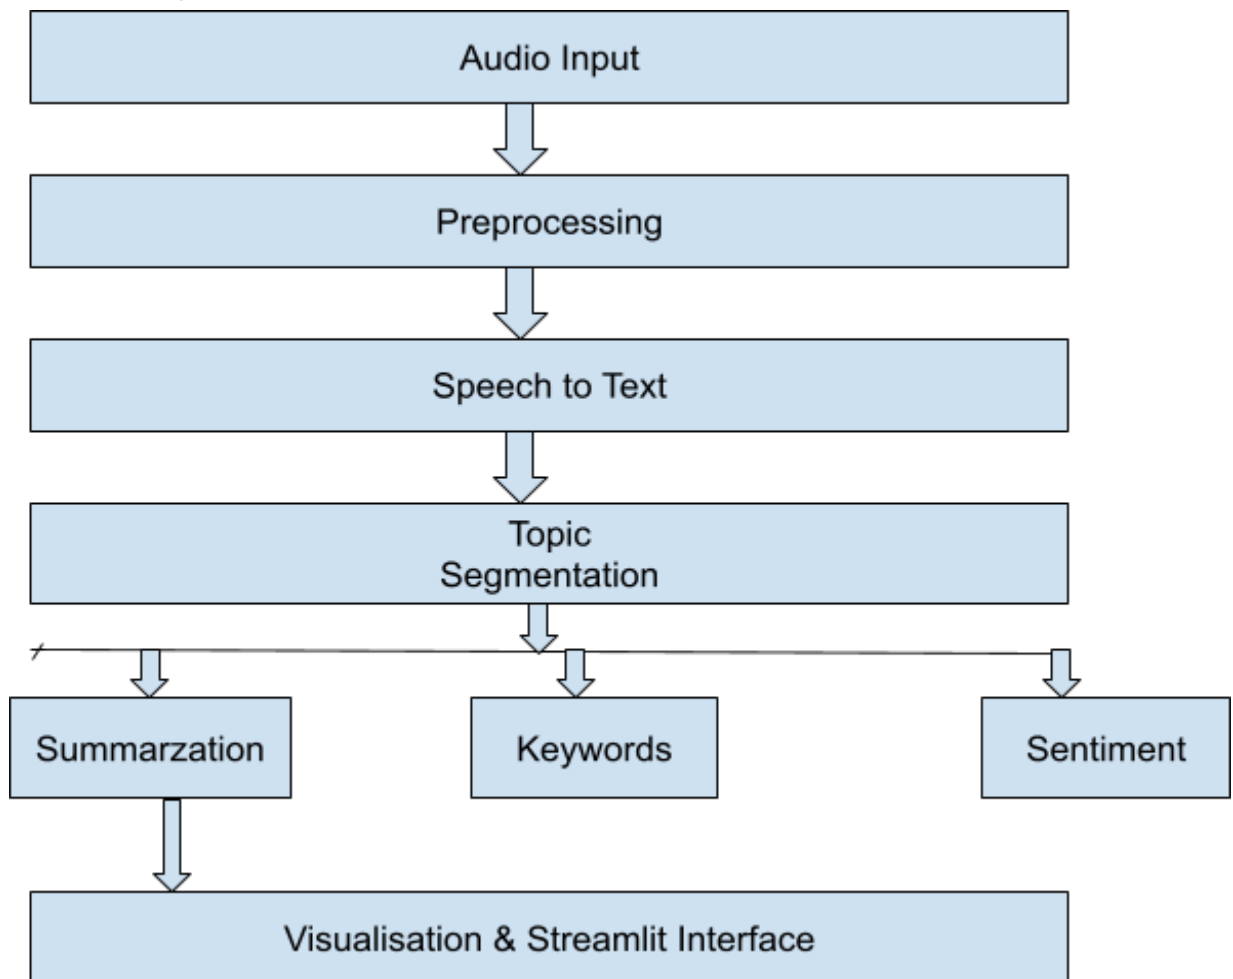 Audio Input
Preprocessing
Speech to Text
Topic
Segmentation
Summarzation
Keywords
Sentiment
Visualisation & Streamlit Interface